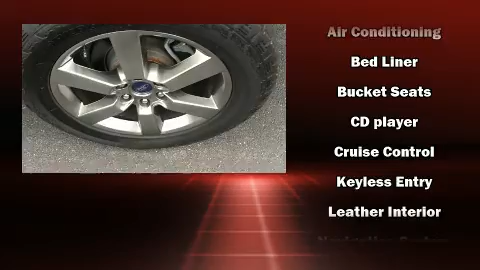 Air Conditioning
Bed Liner
Bucket Seats
CD player
Cruise Control
Keyless Entry
Leather Interior